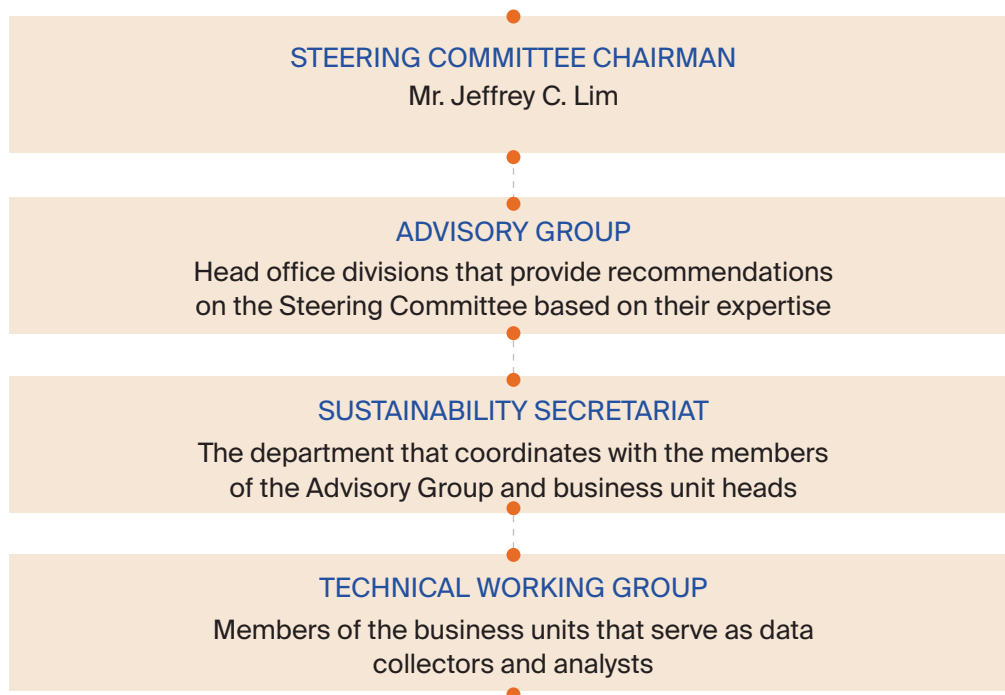 STEERING COMMITTEE CHAIRMAN
Mr. Jeffrey C. Lim
ADVISORY GROUP
Head office divisions that provide recommendations
on the Steering Committee based on their expertise
SUSTAINABILITY SECRETARIAT
The department that coordinates with the members
of the Advisory Group and business unit heads
TECHNICAL WORKING GROUP
Members of the business units that serve as data
collectors and analysts